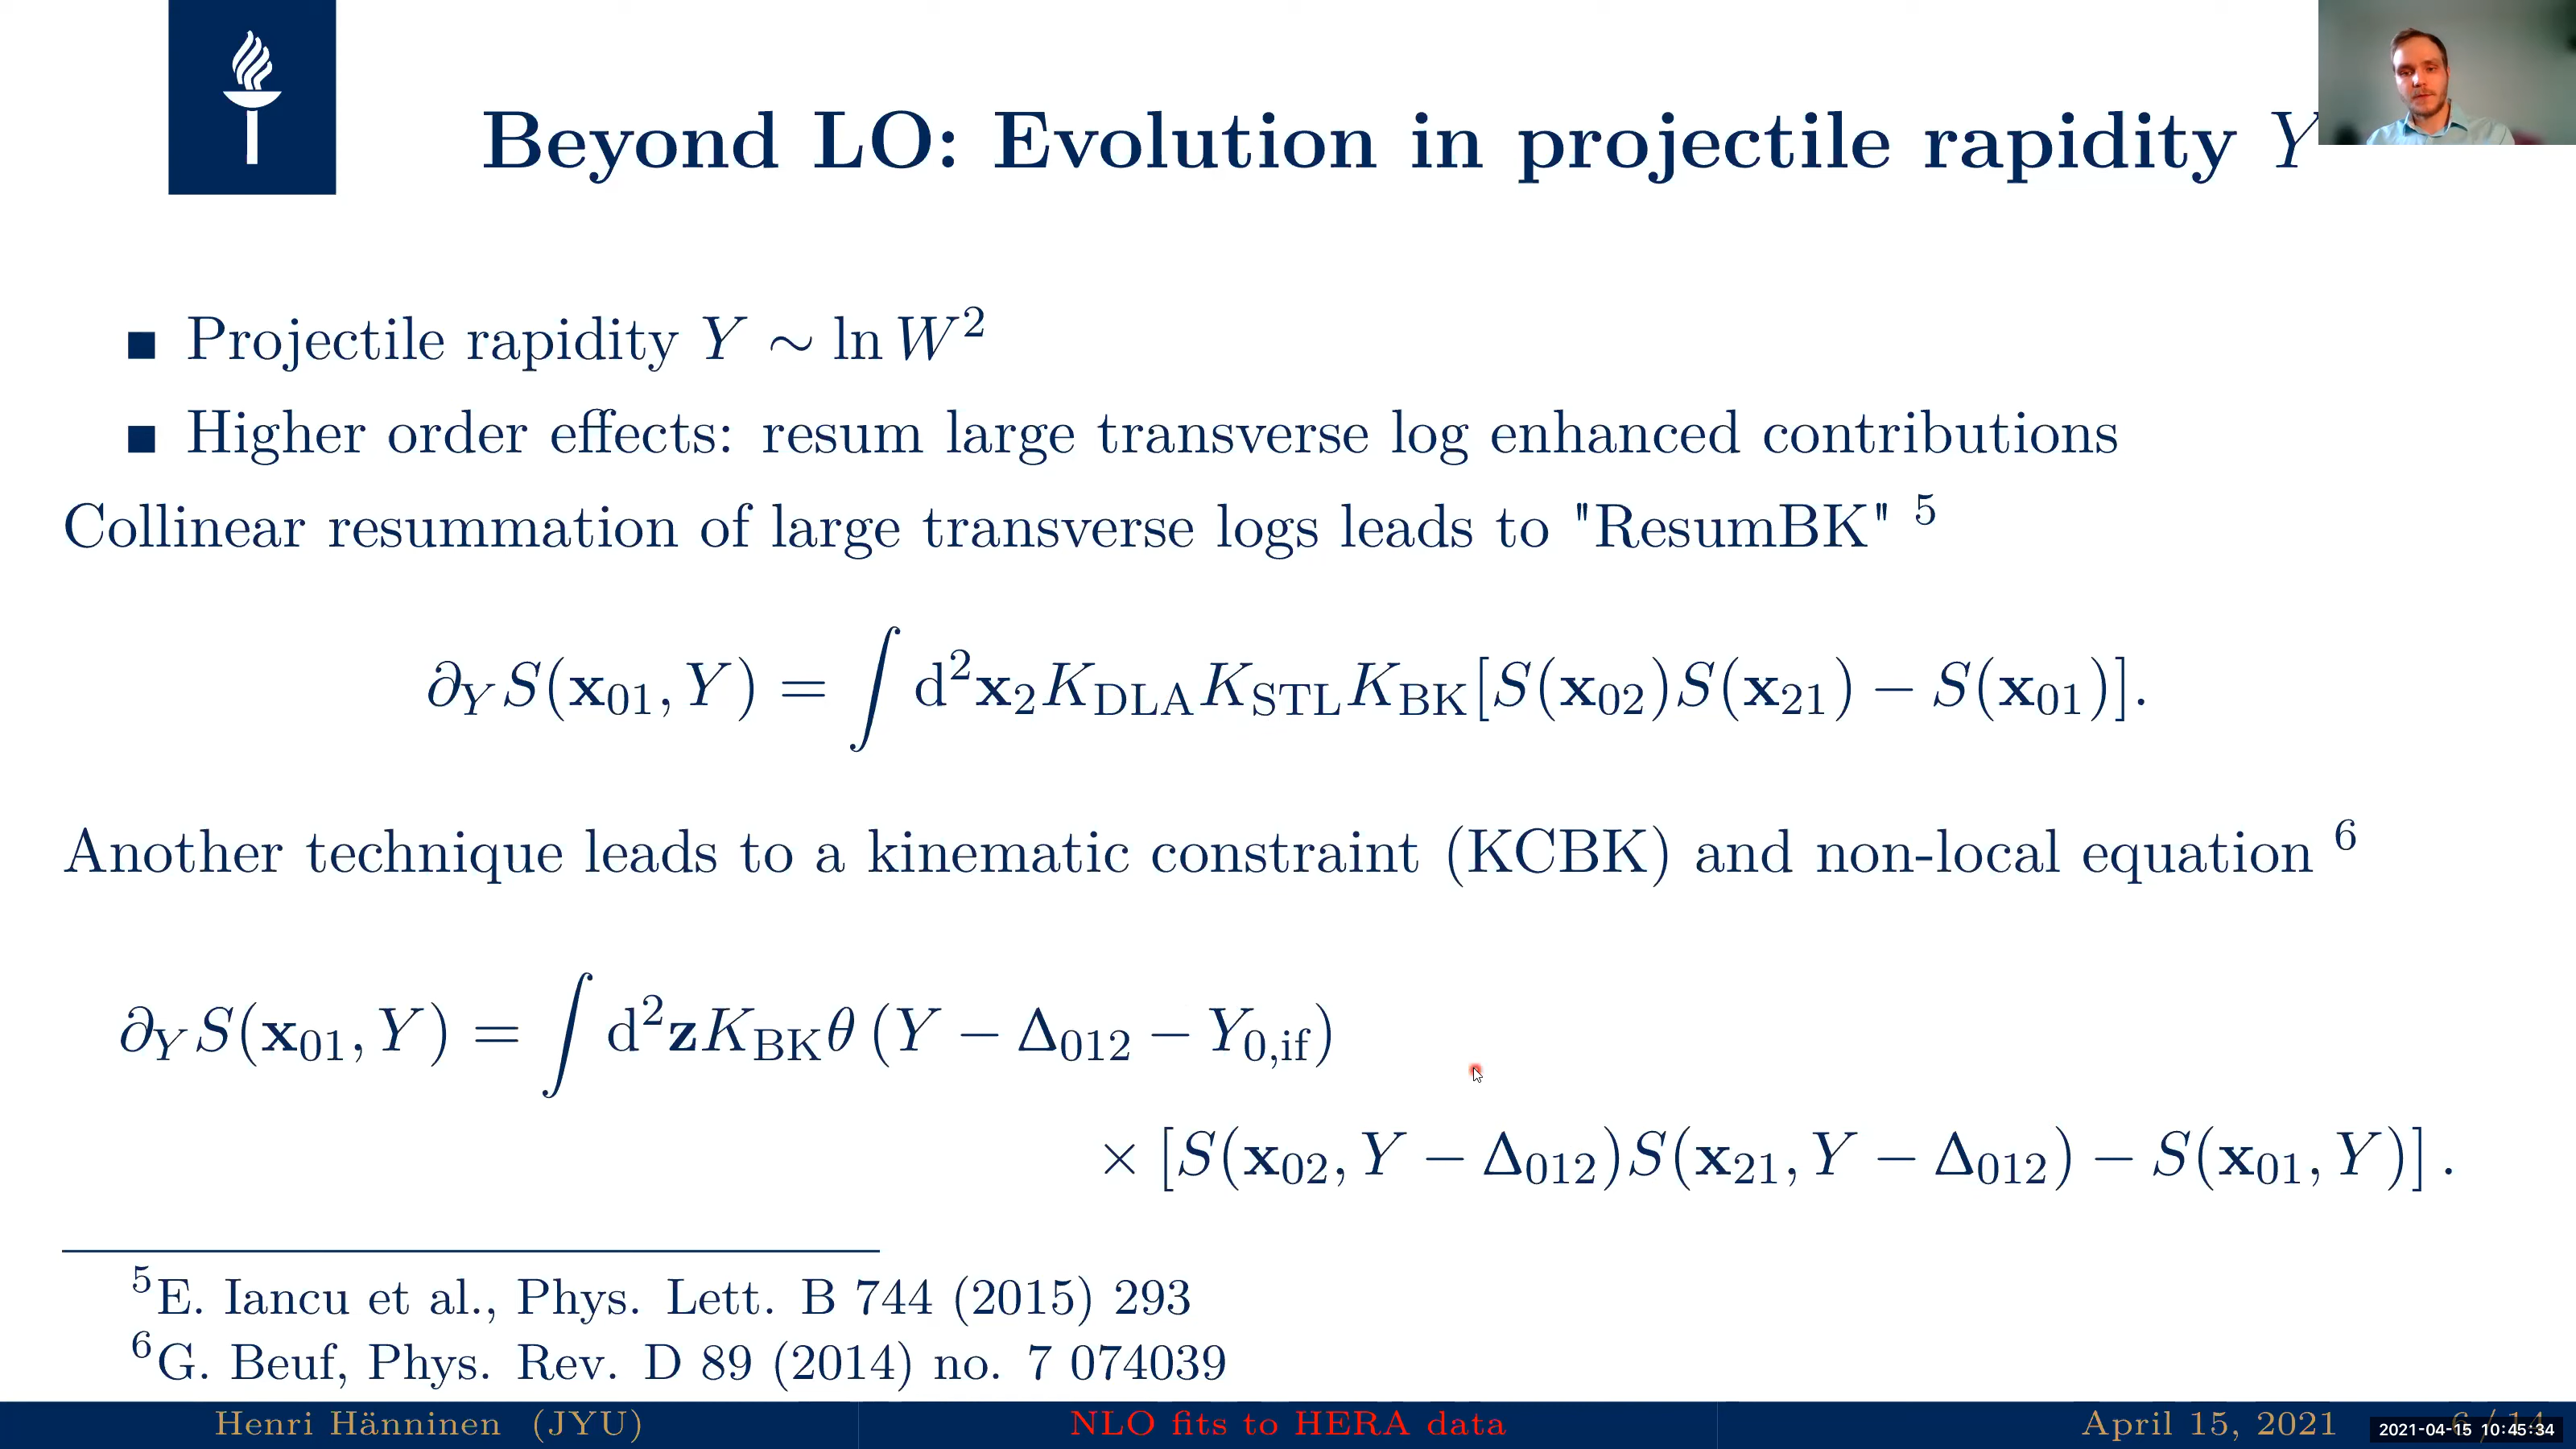 Beyond LO: Evolution in projectile rapidity Y
■ Projectile rapidity Y ∼ ln W²
■ Higher order effects: resum large transverse log enhanced contributions
Collinear resummation of large transverse logs leads to "ResumBK" ⁵
∂_Y S(x₀₁, Y) = ∫ d²x₂ K_DLA K_STL K_BK [S(x₀₂)S(x₂₁) − S(x₀₁)].
Another technique leads to a kinematic constraint (KCBK) and non-local equation ⁶
∂_Y S(x₀₁, Y) = ∫ d²z K_BK θ (Y − Δ₀₁₂ − Y_{0,if})
× [S(x₀₂, Y − Δ₀₁₂)S(x₂₁, Y − Δ₀₁₂) − S(x₀₁, Y)] .
⁵E. Iancu et al., Phys. Lett. B 744 (2015) 293
⁶G. Beuf, Phys. Rev. D 89 (2014) no. 7 074039
Henri Hänninen (JYU) NLO fits to HERA data April 15, 2021
2021-04-15 10:45:34